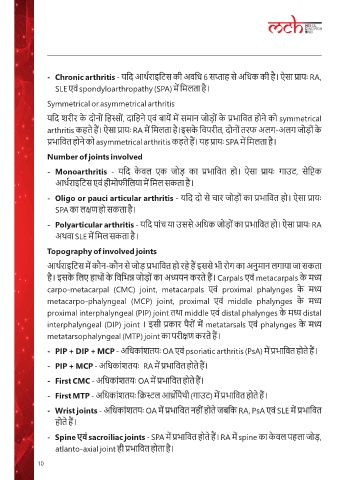 mch
- Chronic arthritis - यदि आर्थराइटिस की अवधि 6 सप्ताह से अधिक की है। ऐसा प्रायः RA,
SLE एवं spondyloarthropathy (SPA) में मिलता है।
Symmetrical or asymmetrical arthritis
यदि शरीर के दोनों हिस्सों, दाहिने एवं बायें में समान जोड़ों के प्रभावित होने को symmetrical
arthritis कहते हैं। ऐसा प्रायः RA में मिलता है। इसके विपरीत, दोनों तरफ अलग-अलग जोड़ों के
प्रभावित होने को asymmetrical arthritis कहते हैं। यह प्रायः SPA में मिलता है।
Number of joints involved
- Monoarthritis - यदि केवल एक जोड़ का प्रभावित हो। ऐसा प्रायः गाउट, सेप्टिक
आर्थराइटिस एवं हीमोफीलिया में मिल सकता है।
- Oligo or pauci articular arthritis - यदि दो से चार जोड़ों का प्रभावित हो। ऐसा प्रायः
SPA का लक्षण हो सकता है।
- Polyarticular arthritis - यदि पांच या उससे अधिक जोड़ों का प्रभावित हो। ऐसा प्रायः RA
अथवा SLE में मिल सकता है।
Topography of involved joints
आर्थराइटिस में कौन-कौन से जोड़ प्रभावित हो रहे हैं इससे भी रोग का अनुमान लगाया जा सकता
है। इसके लिए हाथों के विभिन्न जोड़ों का अध्ययन करते हैं। Carpals एवं metacarpals के मध्य
carpo-metacarpal (CMC) joint, metacarpals एवं proximal phalynges के मध्य
metacarpo-phalyngeal (MCP) joint, proximal एवं middle phalynges के मध्य
proximal interphalyngeal (PIP) joint तथा middle एवं distal phalynges के मध्य distal
interphalyngeal (DIP) joint । इसी प्रकार पैरों में metatarsals एवं phalynges के मध्य
metatarsophalyngeal (MTP) joint का परीक्षण करते हैं।
- PIP + DIP + MCP - अधिकांशतयः OA एवं psoriatic arthritis (PsA) में प्रभावित होते हैं।
- PIP + MCP - अधिकांशतयः RA में प्रभावित होते हैं।
- First CMC - अधिकांशतयः OA में प्रभावित होते हैं।
- First MTP - अधिकांशतयः क्रिस्टल आर्थ्रोपैथी (गाउट) में प्रभावित होते हैं।
- Wrist joints - अधिकांशतयः OA में प्रभावित नहीं होते जबकि RA, PsA एवं SLE में प्रभावित
होते हैं।
- Spine एवं sacroiliac joints - SPA में प्रभावित होते हैं। RA में spine का केवल पहला जोड़,
atlanto-axial joint ही प्रभावित होता है।
10